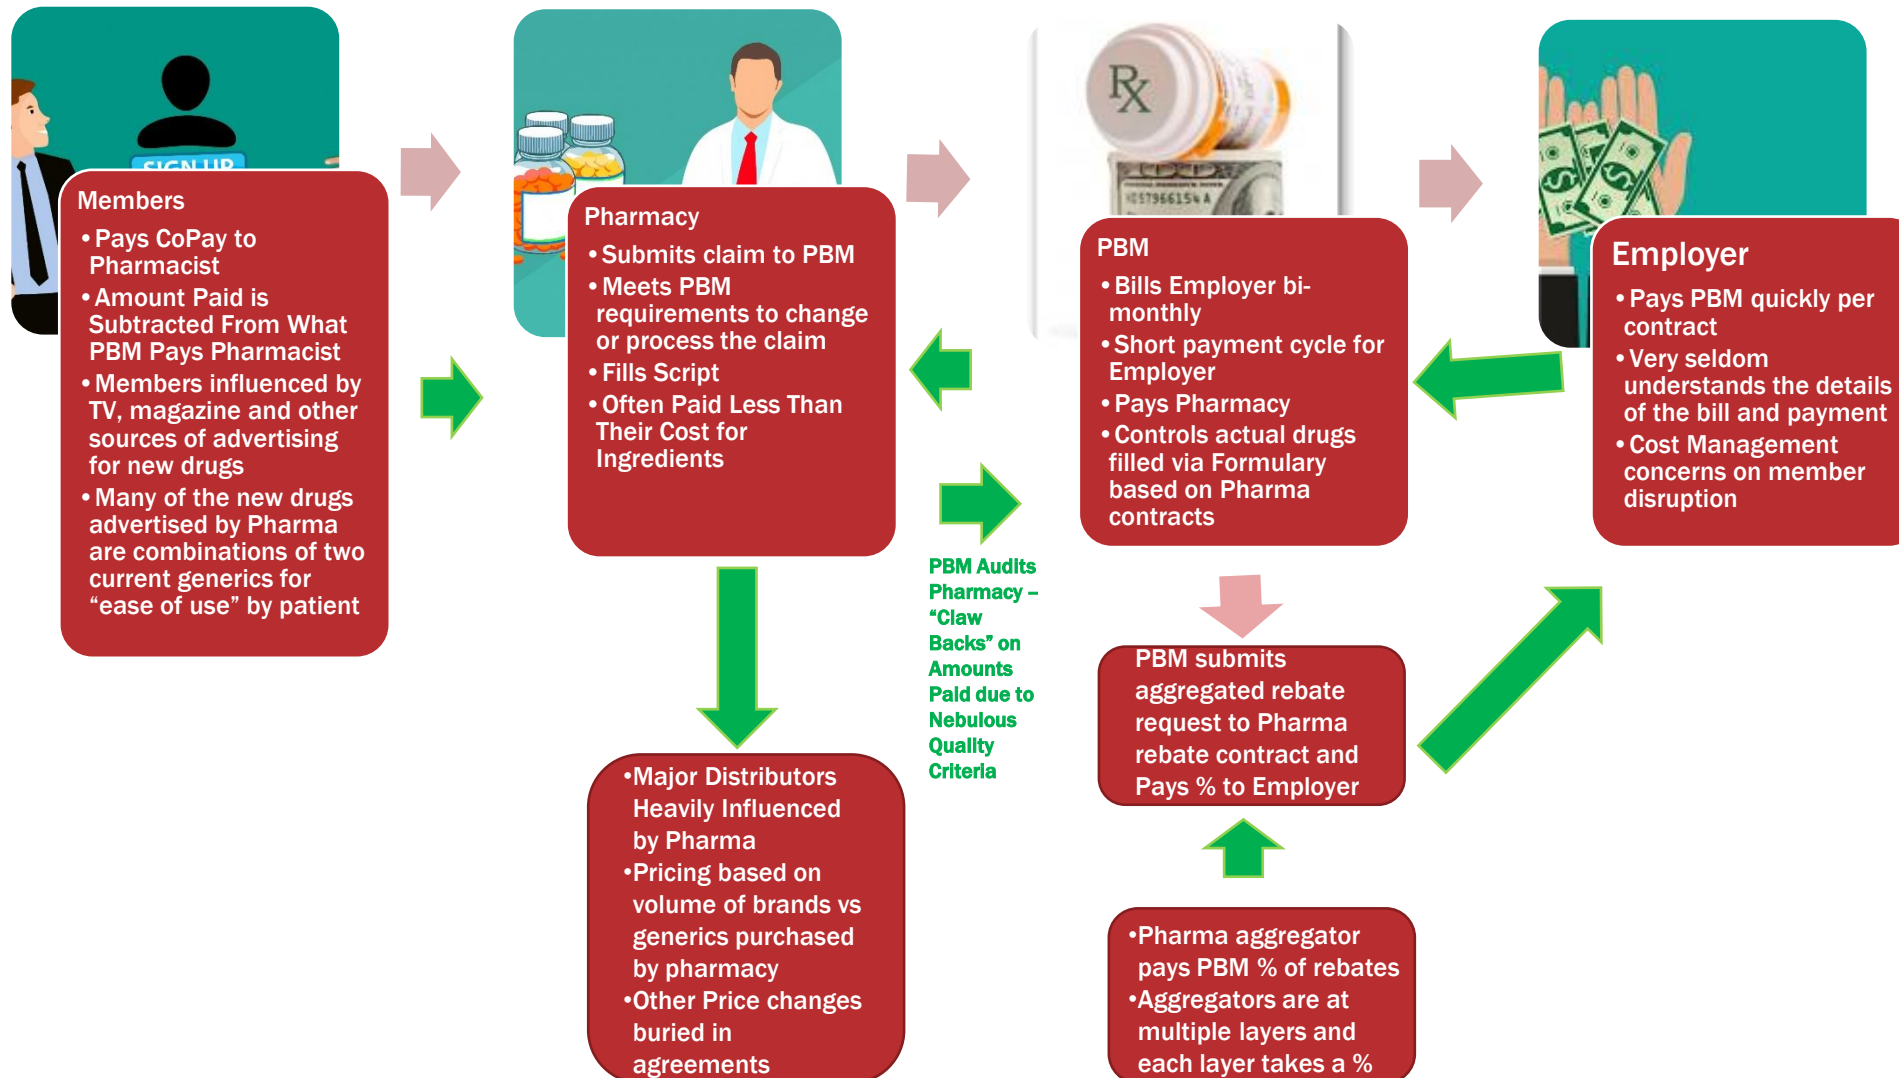 SIGN UP
Members
•Pays CoPay to
Pharmacist
•Amount Paid is
Subtracted From What
PBM Pays Pharmacist
•Members influenced by
TV, magazine and other
sources of advertising
for new drugs
•Many of the new drugs
advertised by Pharma
are combinations of two
current generics for
“ease of use” by patient
Pharmacy
•Submits claim to PBM
•Meets PBM
requirements to change
or process the claim
•Fills Script
•Often Paid Less Than
Their Cost for
Ingredients
RX
HE57966154A
PBM
•Bills Employer bi-
monthly
•Short payment cycle for
Employer
•Pays Pharmacy
•Controls actual drugs
filled via Formulary
based on Pharma
contracts
Employer
•Pays PBM quickly per
contract
•Very seldom
understands the details
of the bill and payment
•Cost Management
concerns on member
disruption
PBM Audits
Pharmacy –
“Claw
Backs” on
Amounts
Paid due to
Nebulous
Quality
Criteria
•Major Distributors
Heavily Influenced
by Pharma
•Pricing based on
volume of brands vs
generics purchased
by pharmacy
•Other Price changes
buried in
agreements
PBM submits
aggregated rebate
request to Pharma
rebate contract and
Pays % to Employer
•Pharma aggregator
pays PBM % of rebates
•Aggregators are at
multiple layers and
each layer takes a %